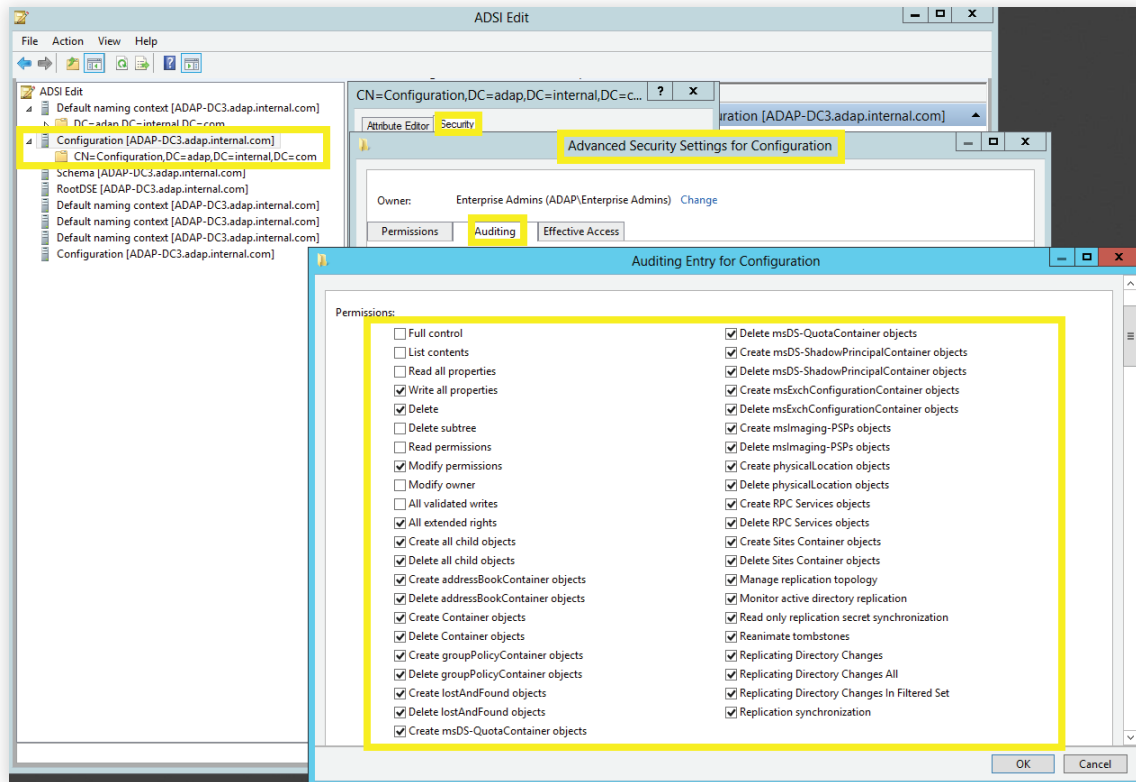 ADSI Edit
File Action View Help
ADSI Edit
Default naming context [ADAP-DC3.adap.internal.com]
DC=adap,DC=internal,DC=com
Configuration [ADAP-DC3.adap.internal.com]
CN=Configuration,DC=adap,DC=internal,DC=com
Schema [ADAP-DC3.adap.internal.com]
RootDSE [ADAP-DC3.adap.internal.com]
Default naming context [ADAP-DC3.adap.internal.com]
Default naming context [ADAP-DC3.adap.internal.com]
Default naming context [ADAP-DC3.adap.internal.com]
Configuration [ADAP-DC3.adap.internal.com]
CN=Configuration,DC=adap,DC=internal,DC=c... ? x
uration [ADAP-DC3.adap.internal.com]
Attribute Editor Security
Advanced Security Settings for Configuration
Owner: Enterprise Admins (ADAP\Enterprise Admins) Change
Permissions Auditing Effective Access
Auditing Entry for Configuration
Permissions:
Full control
List contents
Read all properties
Write all properties
Delete
Delete subtree
Read permissions
Modify permissions
Modify owner
All validated writes
All extended rights
Create all child objects
Delete all child objects
Create addressBookContainer objects
Delete addressBookContainer objects
Create Container objects
Delete Container objects
Create groupPolicyContainer objects
Delete groupPolicyContainer objects
Create lostAndFound objects
Delete lostAndFound objects
Create msDS-QuotaContainer objects
Delete msDS-QuotaContainer objects
Create msDS-ShadowPrincipalContainer objects
Delete msDS-ShadowPrincipalContainer objects
Create msExchConfigurationContainer objects
Delete msExchConfigurationContainer objects
Create msImaging-PSPs objects
Delete msImaging-PSPs objects
Create physicalLocation objects
Delete physicalLocation objects
Create RPC Services objects
Delete RPC Services objects
Create Sites Container objects
Delete Sites Container objects
Manage replication topology
Monitor active directory replication
Read only replication secret synchronization
Reanimate tombstones
Replicating Directory Changes
Replicating Directory Changes All
Replicating Directory Changes In Filtered Set
Replication synchronization
OK Cancel